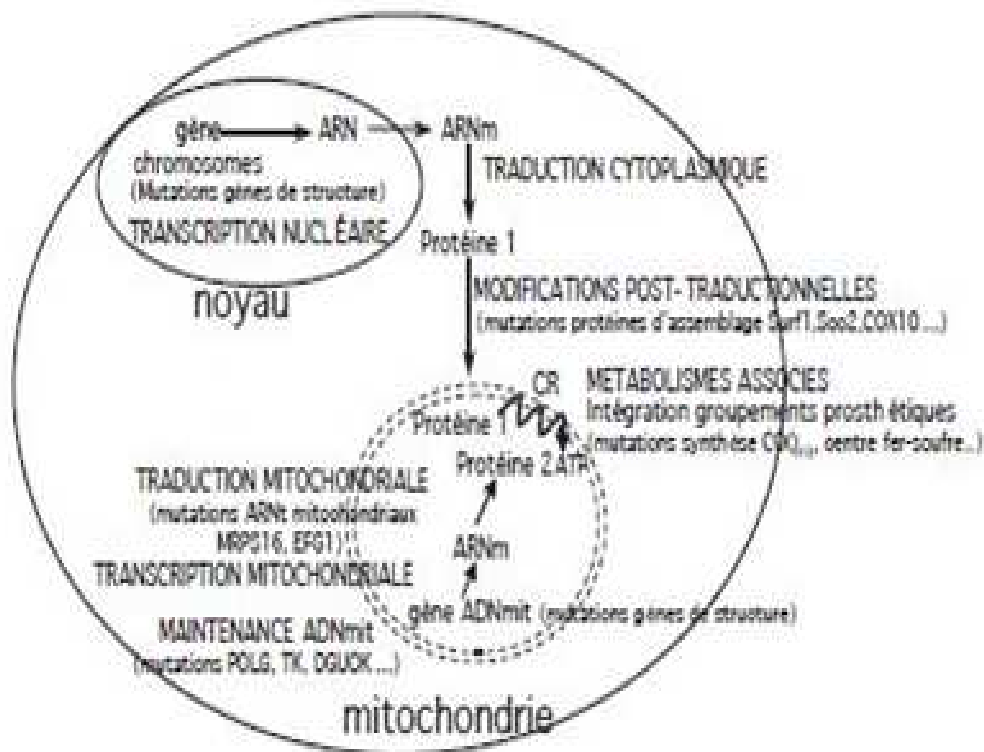 gène ARN ARNm
chromosomes
(Mutations gènes de structure)
TRANSCRIPTION NUCLÉAIRE
noyau
TRADUCTION CYTOPLASMIQUE
Protéine 1
MODIFICATIONS POST-TRADUCTIONNELLES
(mutations protéines d'assemblage Surf1, Sco2, COX10 ...)
CR
METABOLISMES ASSOCIES
Intégration groupements prosthétiques
(mutations synthèse centre fer-soufre..)
Protéine 1
Protéine 2 ATP
TRADUCTION MITOCHONDRIALE
(mutations ARNt mitochondriaux
MRPS16, EFG1)
ARNm
TRANSCRIPTION MITOCHONDRIALE
gène ADNmit (mutations gènes de structure)
MAINTENANCE ADNmit
(mutations POLG, TK, DGUOK ...)
mitochondrie